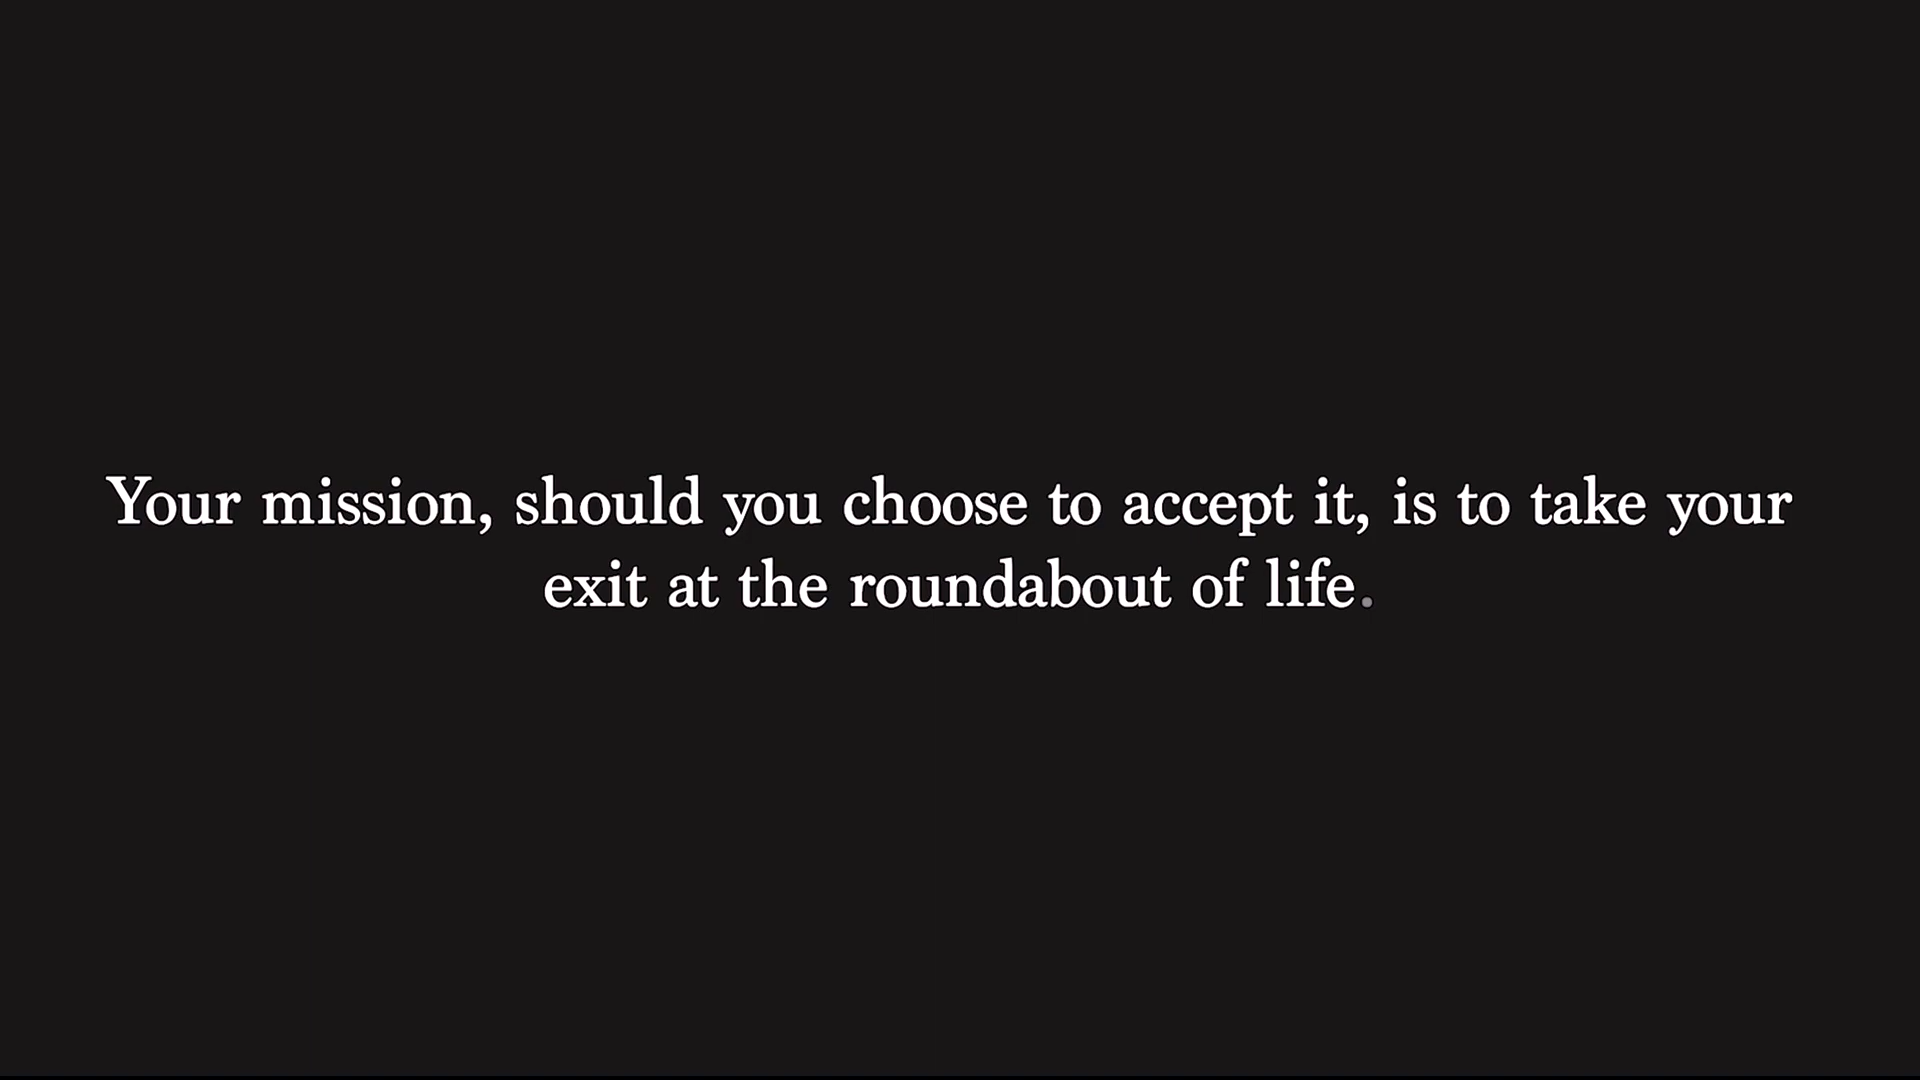 Your mission, should you choose to accept it, is to take your
exit at the roundabout of life.